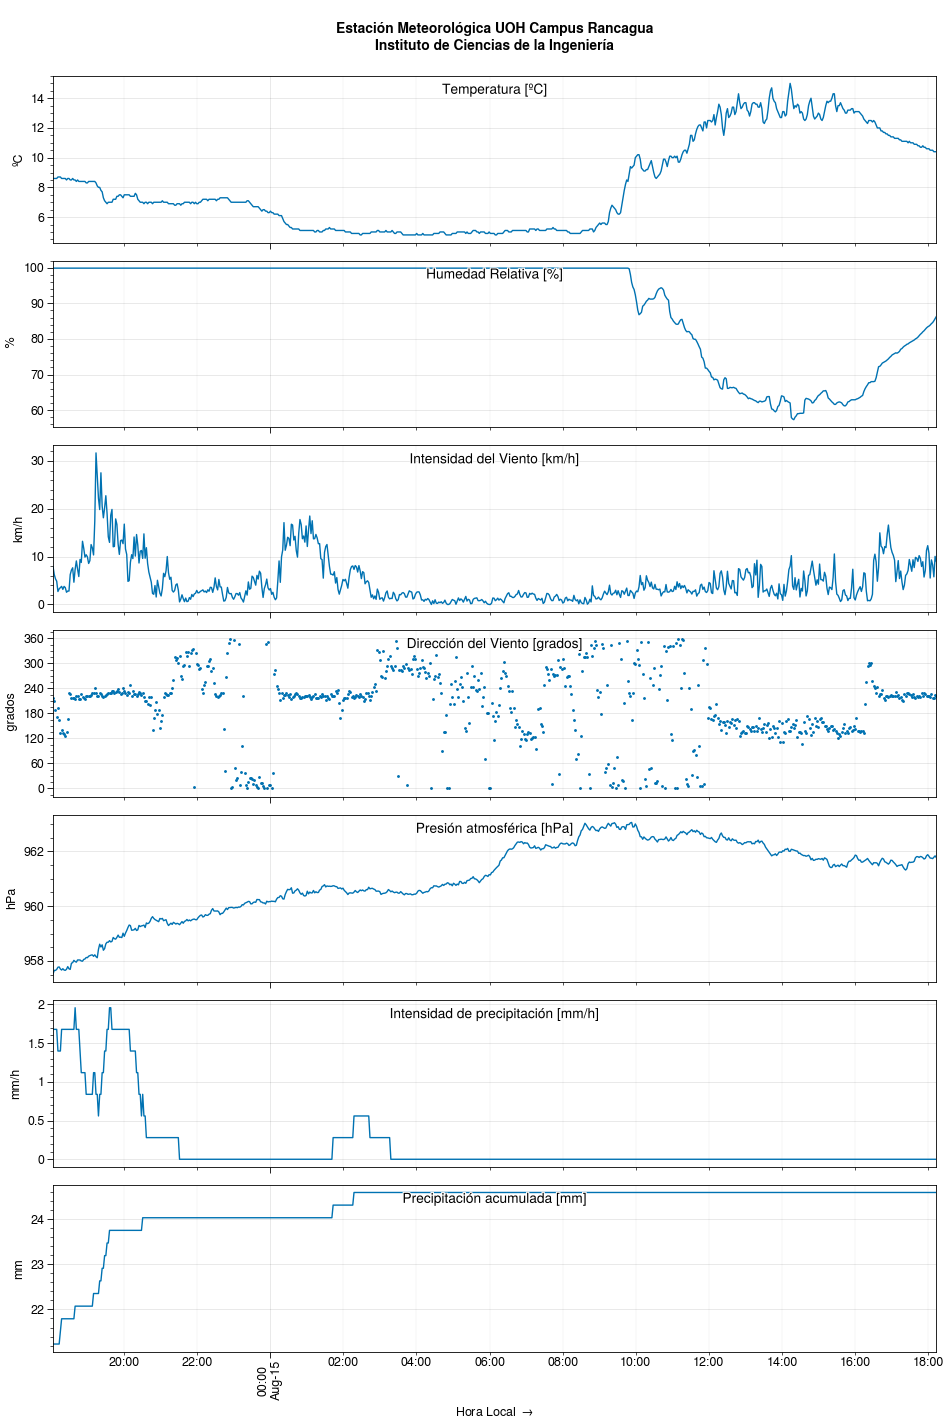 Estación Meteorológica UOH Campus Rancagua
Instituto de Ciencias de la Ingeniería
Temperatura [ºC]
14
12
10
8
6
ºC
Humedad Relativa [%]
100
90
80
70
60
%
Intensidad del Viento [km/h]
30
20
10
0
km/h
Dirección del Viento [grados]
360
300
240
180
120
60
0
grados
Presión atmosférica [hPa]
962
960
958
hPa
Intensidad de precipitación [mm/h]
2
1.5
1
0.5
0
mm/h
Precipitación acumulada [mm]
24
23
22
mm
20:00 22:00 00:00 02:00 04:00 06:00 08:00 10:00 12:00 14:00 16:00 18:00
Aug-15
Hora Local →